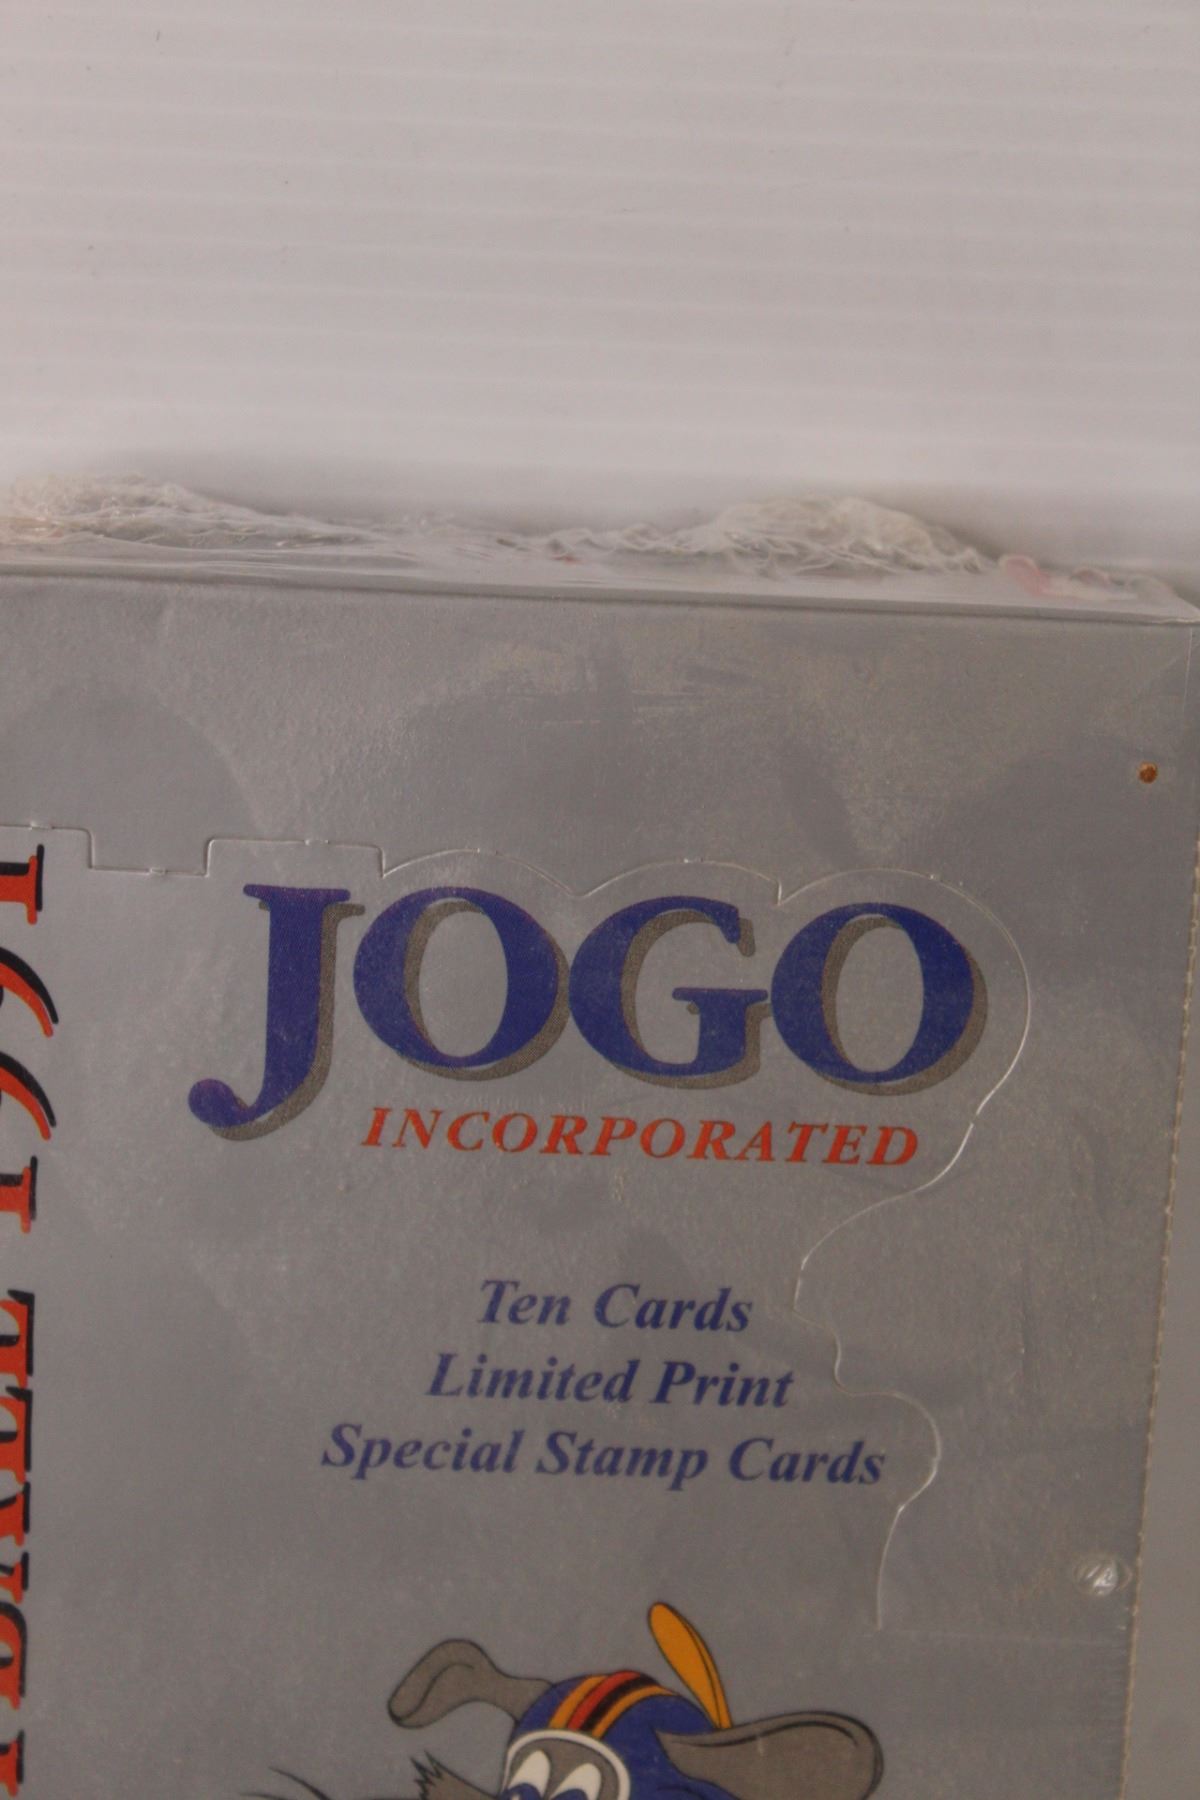 JOGO
INCORPORATED
Ten Cards
Limited Print
Special Stamp Cards